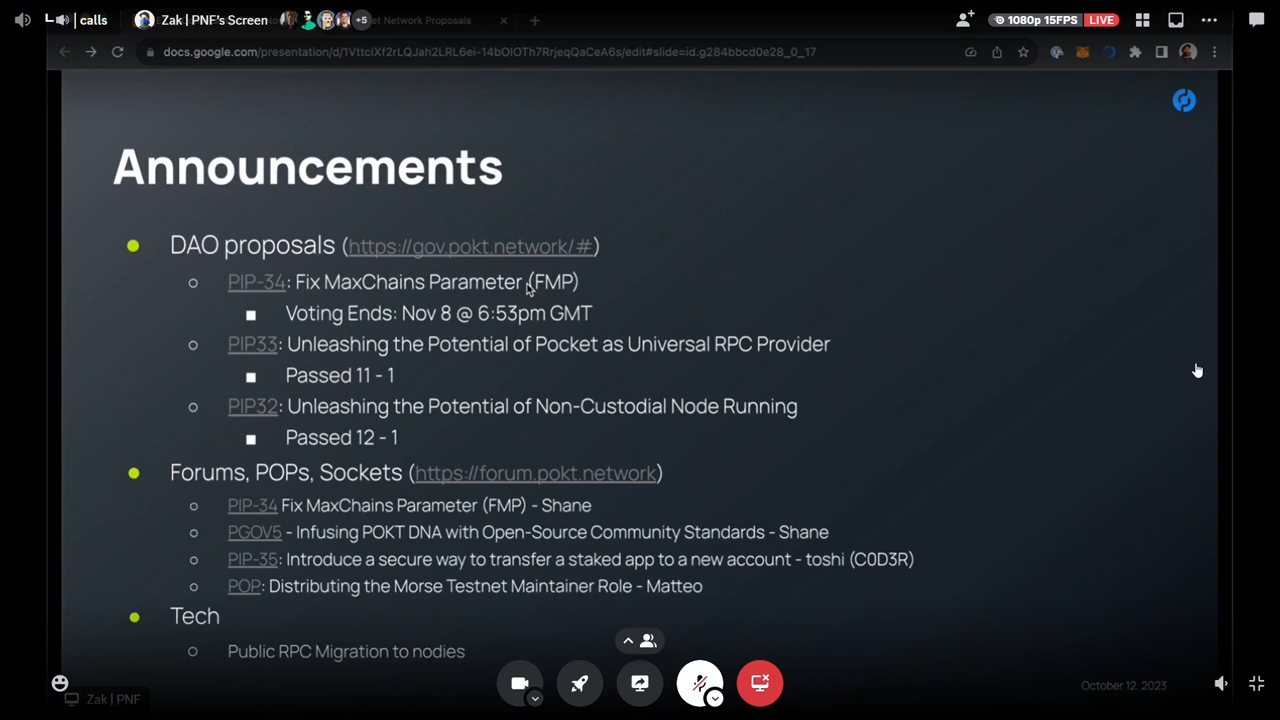 calls
Zak | PNF's Screen
+5
et Network Proposals
1080p 15FPS LIVE
docs.google.com/presentation/d/1VttcIXf2rLQJah2LRL6ei-14bOIOTh7RrjeqQaCeA6s/edit#slide=id.g284bbcd0e28_0_17
Announcements
DAO proposals (https://gov.pokt.network/#)
PIP-34: Fix MaxChains Parameter (FMP)
Voting Ends: Nov 8 @ 6:53pm GMT
PIP33: Unleashing the Potential of Pocket as Universal RPC Provider
Passed 11 - 1
PIP32: Unleashing the Potential of Non-Custodial Node Running
Passed 12 - 1
Forums, POPs, Sockets (https://forum.pokt.network)
PIP-34 Fix MaxChains Parameter (FMP) - Shane
PGOV5 - Infusing POKT DNA with Open-Source Community Standards - Shane
PIP-35: Introduce a secure way to transfer a staked app to a new account - toshi (C0D3R)
POP: Distributing the Morse Testnet Maintainer Role - Matteo
Tech
Public RPC Migration to nodes
Zak | PNF
October 12, 2023